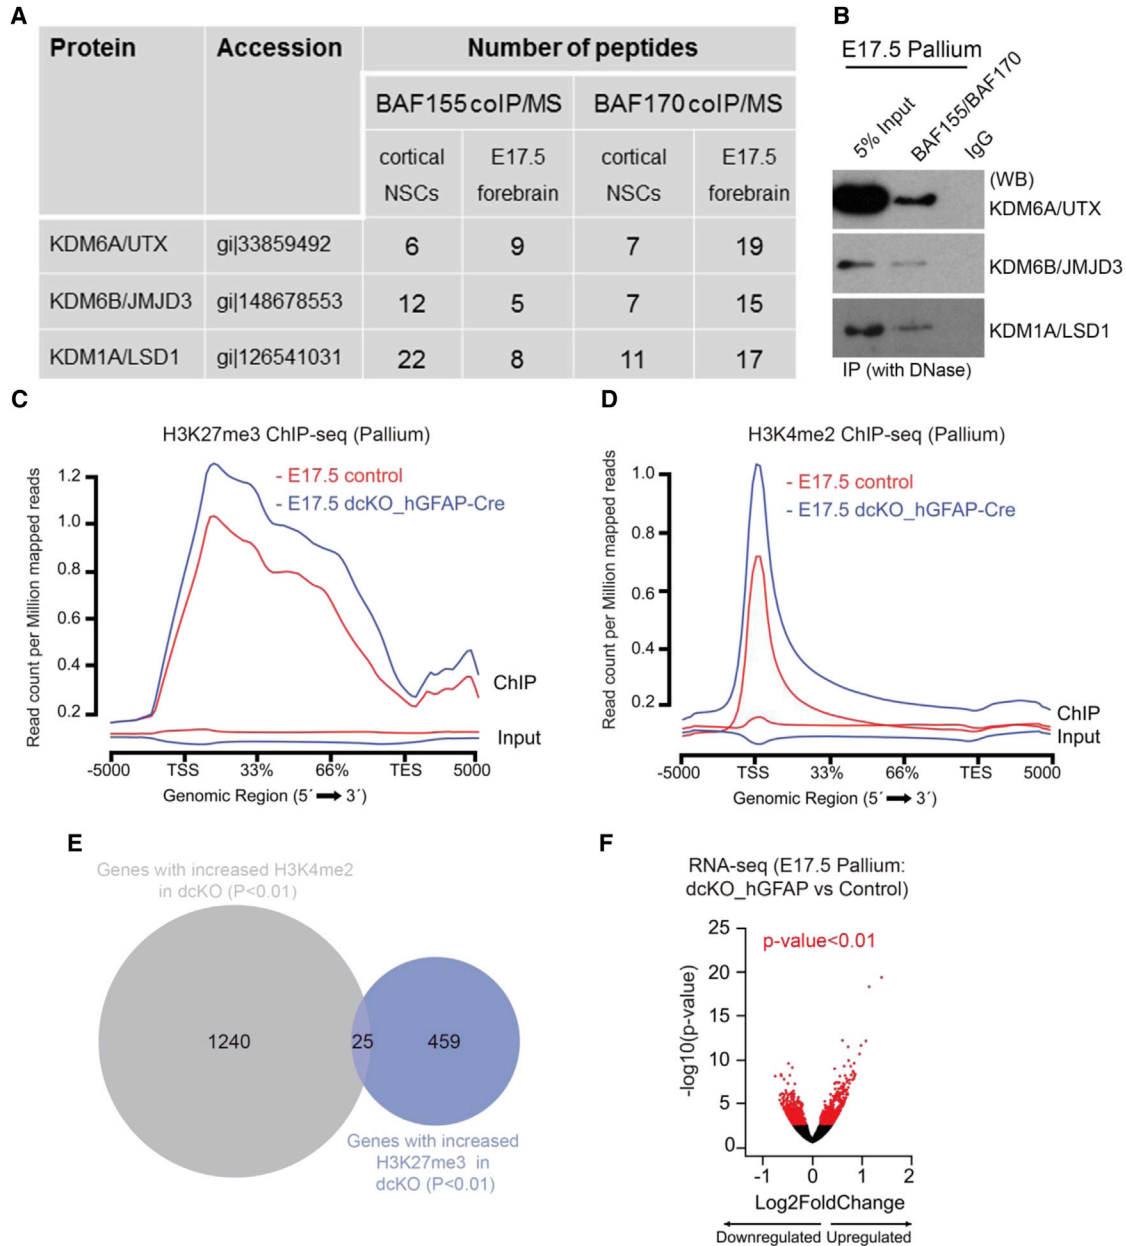 A
Protein
Accession
Number of peptides
BAF155 coIP/MS
BAF170 coIP/MS
cortical NSCs
E17.5 forebrain
cortical NSCs
E17.5 forebrain
KDM6A/UTX gi|33859492 6 9 7 19
KDM6B/JMJD3 gi|148678553 12 5 7 15
KDM1A/LSD1 gi|126541031 22 8 11 17
B
E17.5 Pallium
5% Input
BAF155/BAF170
IgG
(WB)
KDM6A/UTX
KDM6B/JMJD3
KDM1A/LSD1
IP (with DNase)
C
H3K27me3 ChIP-seq (Pallium)
- E17.5 control
- E17.5 dcKO_hGFAP-Cre
Read count per Million mapped reads
1.2
1.0
0.8
0.6
0.4
0.2
ChIP
Input
-5000 TSS 33% 66% TES 5000
Genomic Region (5´ ➡ 3´)
D
H3K4me2 ChIP-seq (Pallium)
- E17.5 control
- E17.5 dcKO_hGFAP-Cre
Read count per Million mapped reads
1.0
0.8
0.6
0.4
0.2
ChIP
Input
-5000 TSS 33% 66% TES 5000
Genomic Region (5´ ➡ 3´)
E
Genes with increased H3K4me2
in dcKO (P<0.01)
1240
25
459
Genes with increased
H3K27me3 in
dcKO (P<0.01)
F
RNA-seq (E17.5 Pallium:
dcKO_hGFAP vs Control)
p-value<0.01
-log10(p-value)
25
20
15
10
5
0
-1 0 1 2
Log2FoldChange
Downregulated Upregulated